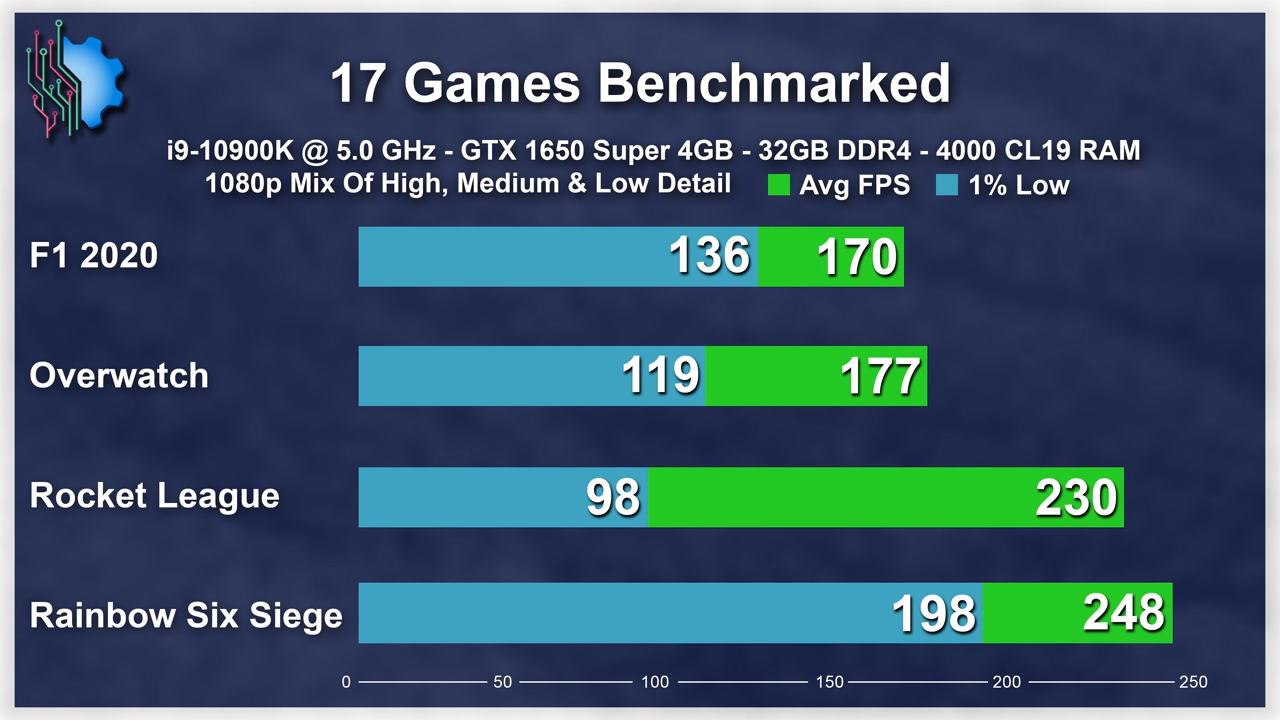 17 Games Benchmarked
i9-10900K @ 5.0 GHz - GTX 1650 Super 4GB - 32GB DDR4 - 4000 CL19 RAM
1080p Mix Of High, Medium & Low Detail Avg FPS 1% Low
F1 2020 136 170
Overwatch 119 177
Rocket League 98 230
Rainbow Six Siege 198 248
0 50 100 150 200 250